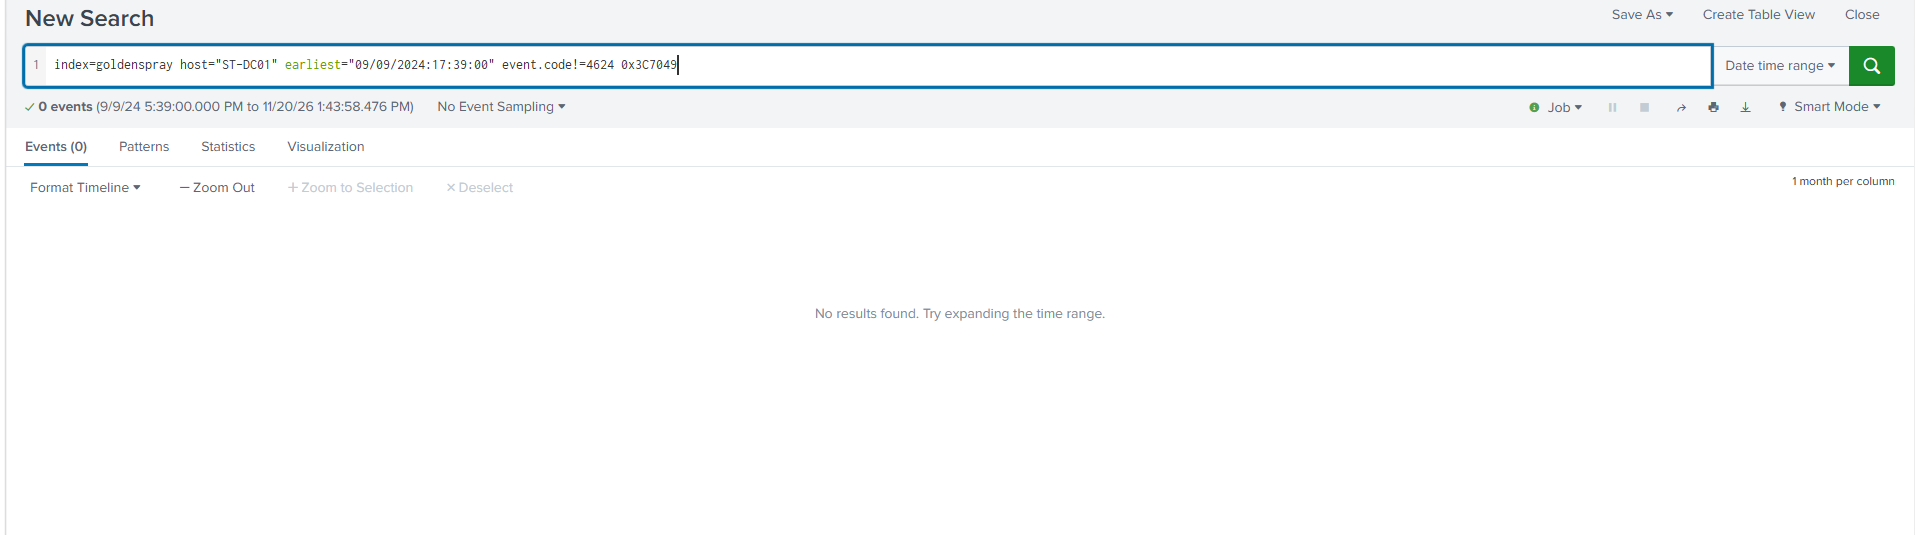 New Search
Save As Create Table View Close
1 index=goldenspray host="ST-DC01" earliest="09/09/2024:17:39:00" event.code!=4624 0x3C7049
Date time range
0 events (9/9/24 5:39:00.000 PM to 11/20/26 1:43:58.476 PM) No Event Sampling
Job Smart Mode
Events (0) Patterns Statistics Visualization
Format Timeline — Zoom Out + Zoom to Selection × Deselect
1 month per column
No results found. Try expanding the time range.